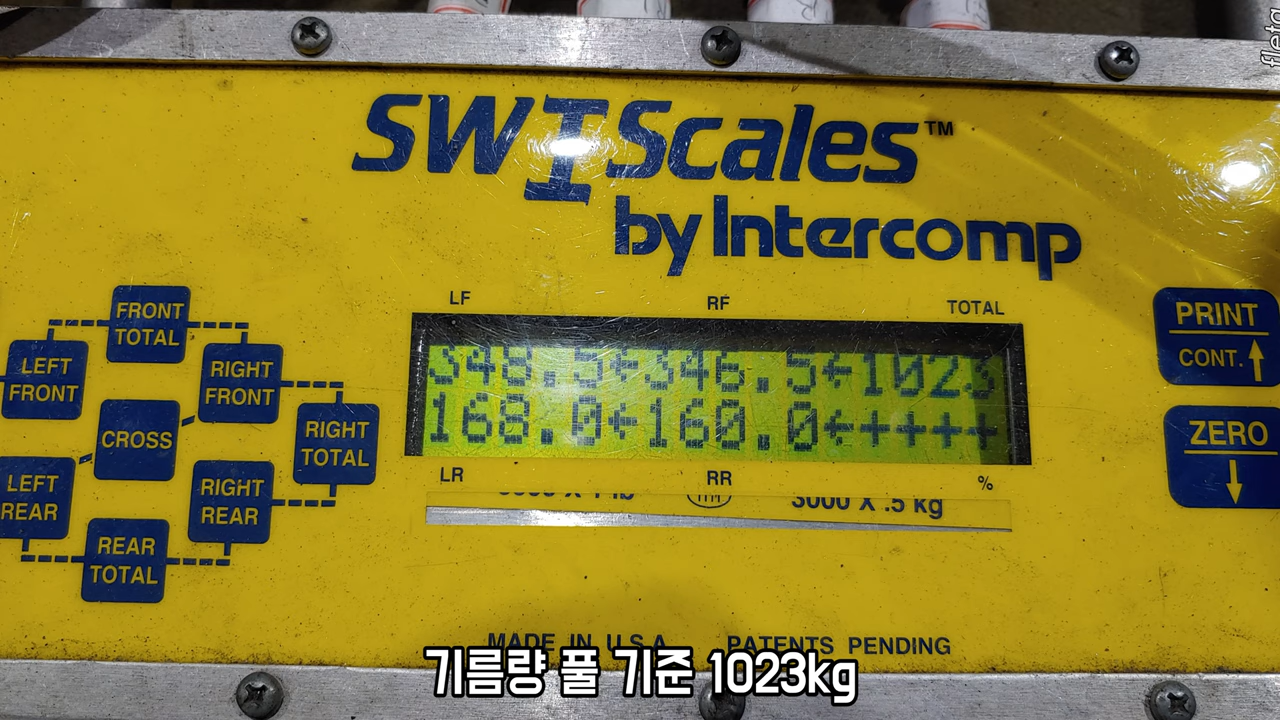 fleta
SWIScales™
by Intercomp
LF RF TOTAL
348.5←346.5←1023
168.0←160.0←++++
LR RR %
3000 X .5 kg
FRONT
TOTAL
LEFT
FRONT
RIGHT
FRONT
CROSS
RIGHT
TOTAL
LEFT
REAR
RIGHT
REAR
REAR
TOTAL
PRINT
CONT.↑
ZERO
↓
MADE IN U.S.A. PATENTS PENDING
기름량 풀 기준 1023kg